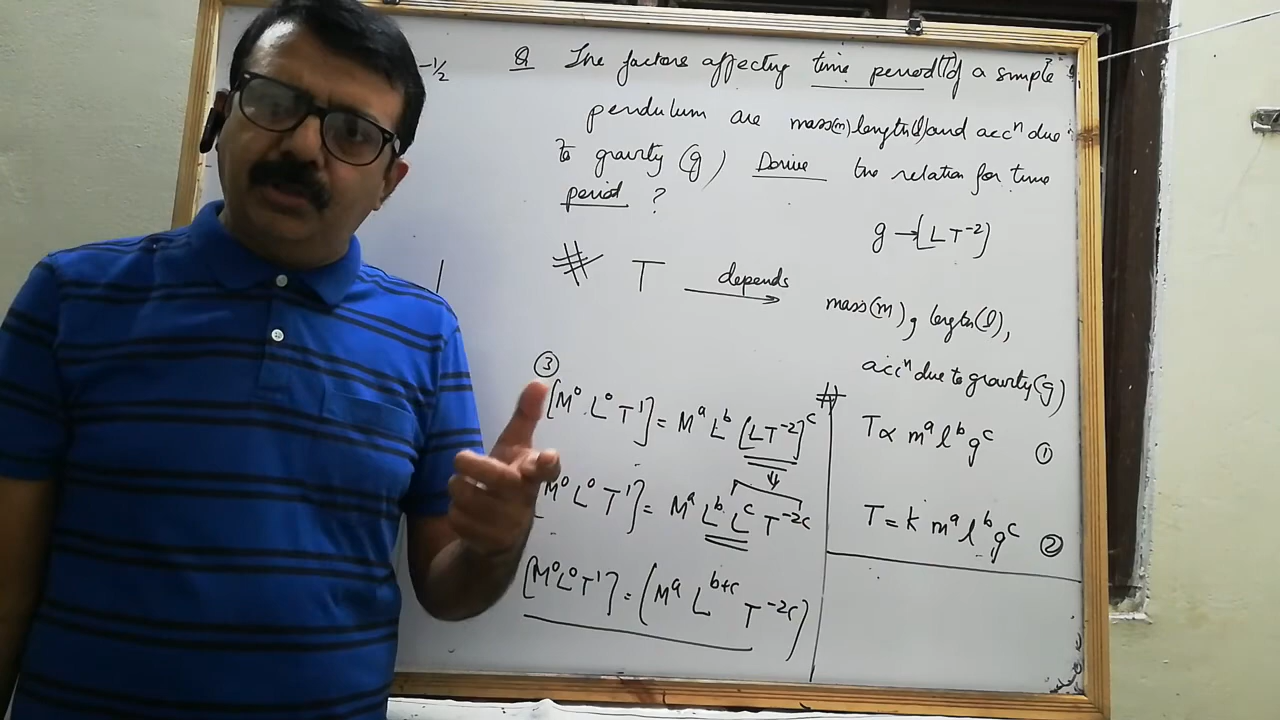 -1/2
Q The factors affecting time period(T) of a simple
pendulum are mass(m) length(l) and accⁿ due
to gravity (g) Derive the relation for time
period ?
g → [LT⁻²]
# T depends
mass(m), length(l),
accⁿ due to gravity(g)
③
[M⁰ L⁰ T¹] = Mᵃ Lᵇ [LT⁻²]ᶜ
[M⁰ L⁰ T¹] = Mᵃ Lᵇ Lᶜ T⁻²ᶜ
[M⁰L⁰T¹] = [Mᵃ Lᵇ⁺ᶜ T⁻²ᶜ]
#
T ∝ mᵃ lᵇ gᶜ ①
T = k mᵃ lᵇ gᶜ ②